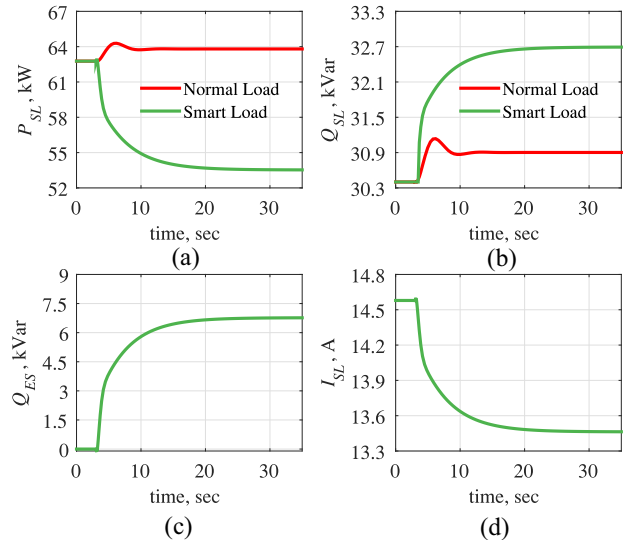 67
64
61
58
55
52
P_SL, kW
Normal Load
Smart Load
0 10 20 30
time, sec
(a)
33.3
32.7
32.1
31.5
30.9
30.3
Q_SL, kVar
Normal Load
Smart Load
0 10 20 30
time, sec
(b)
9
7.5
6
4.5
3
1.5
0
Q_ES, kVar
0 10 20 30
time, sec
(c)
14.8
14.5
14.2
13.9
13.6
13.3
I_SL, A
0 10 20 30
time, sec
(d)